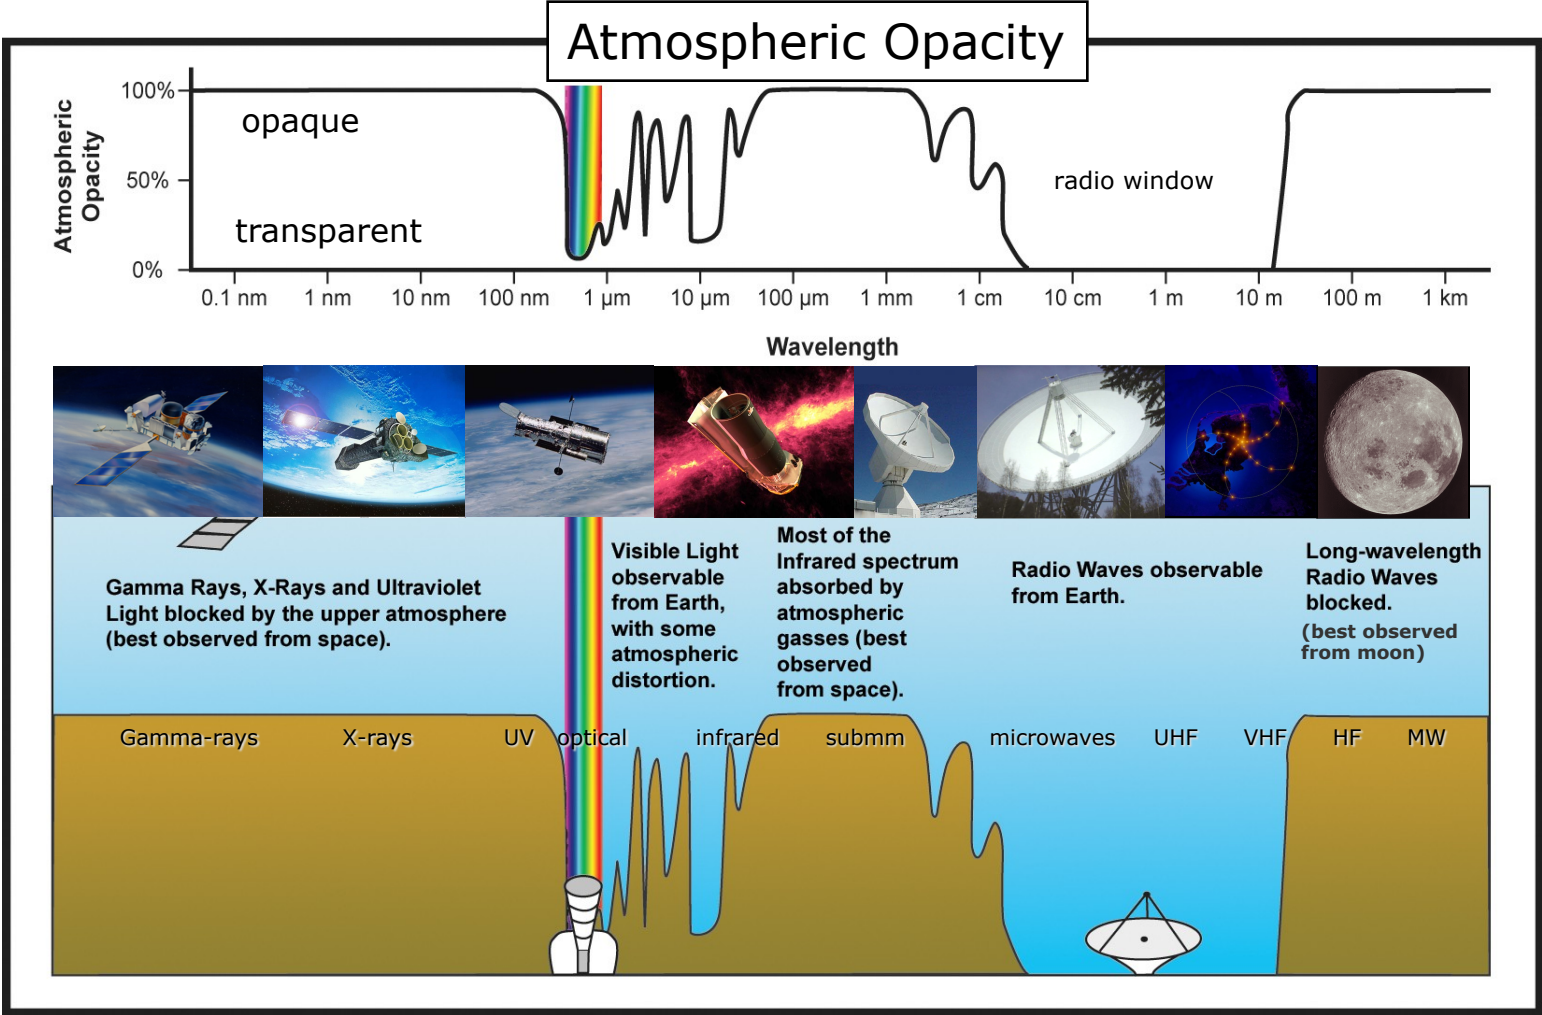 Atmospheric Opacity
Atmospheric
Opacity
100%
50%
0%
opaque
transparent
radio window
0.1 nm
1 nm
10 nm
100 nm
1 µm
10 µm
100 µm
1 mm
1 cm
10 cm
1 m
10 m
100 m
1 km
Wavelength
Gamma Rays, X-Rays and Ultraviolet
Light blocked by the upper atmosphere
(best observed from space).
Visible Light
observable
from Earth,
with some
atmospheric
distortion.
Most of the
Infrared spectrum
absorbed by
atmospheric
gasses (best
observed
from space).
Radio Waves observable
from Earth.
Long-wavelength
Radio Waves
blocked.
(best observed
from moon)
Gamma-rays
X-rays
UV
optical
infrared
submm
microwaves
UHF
VHF
HF
MW